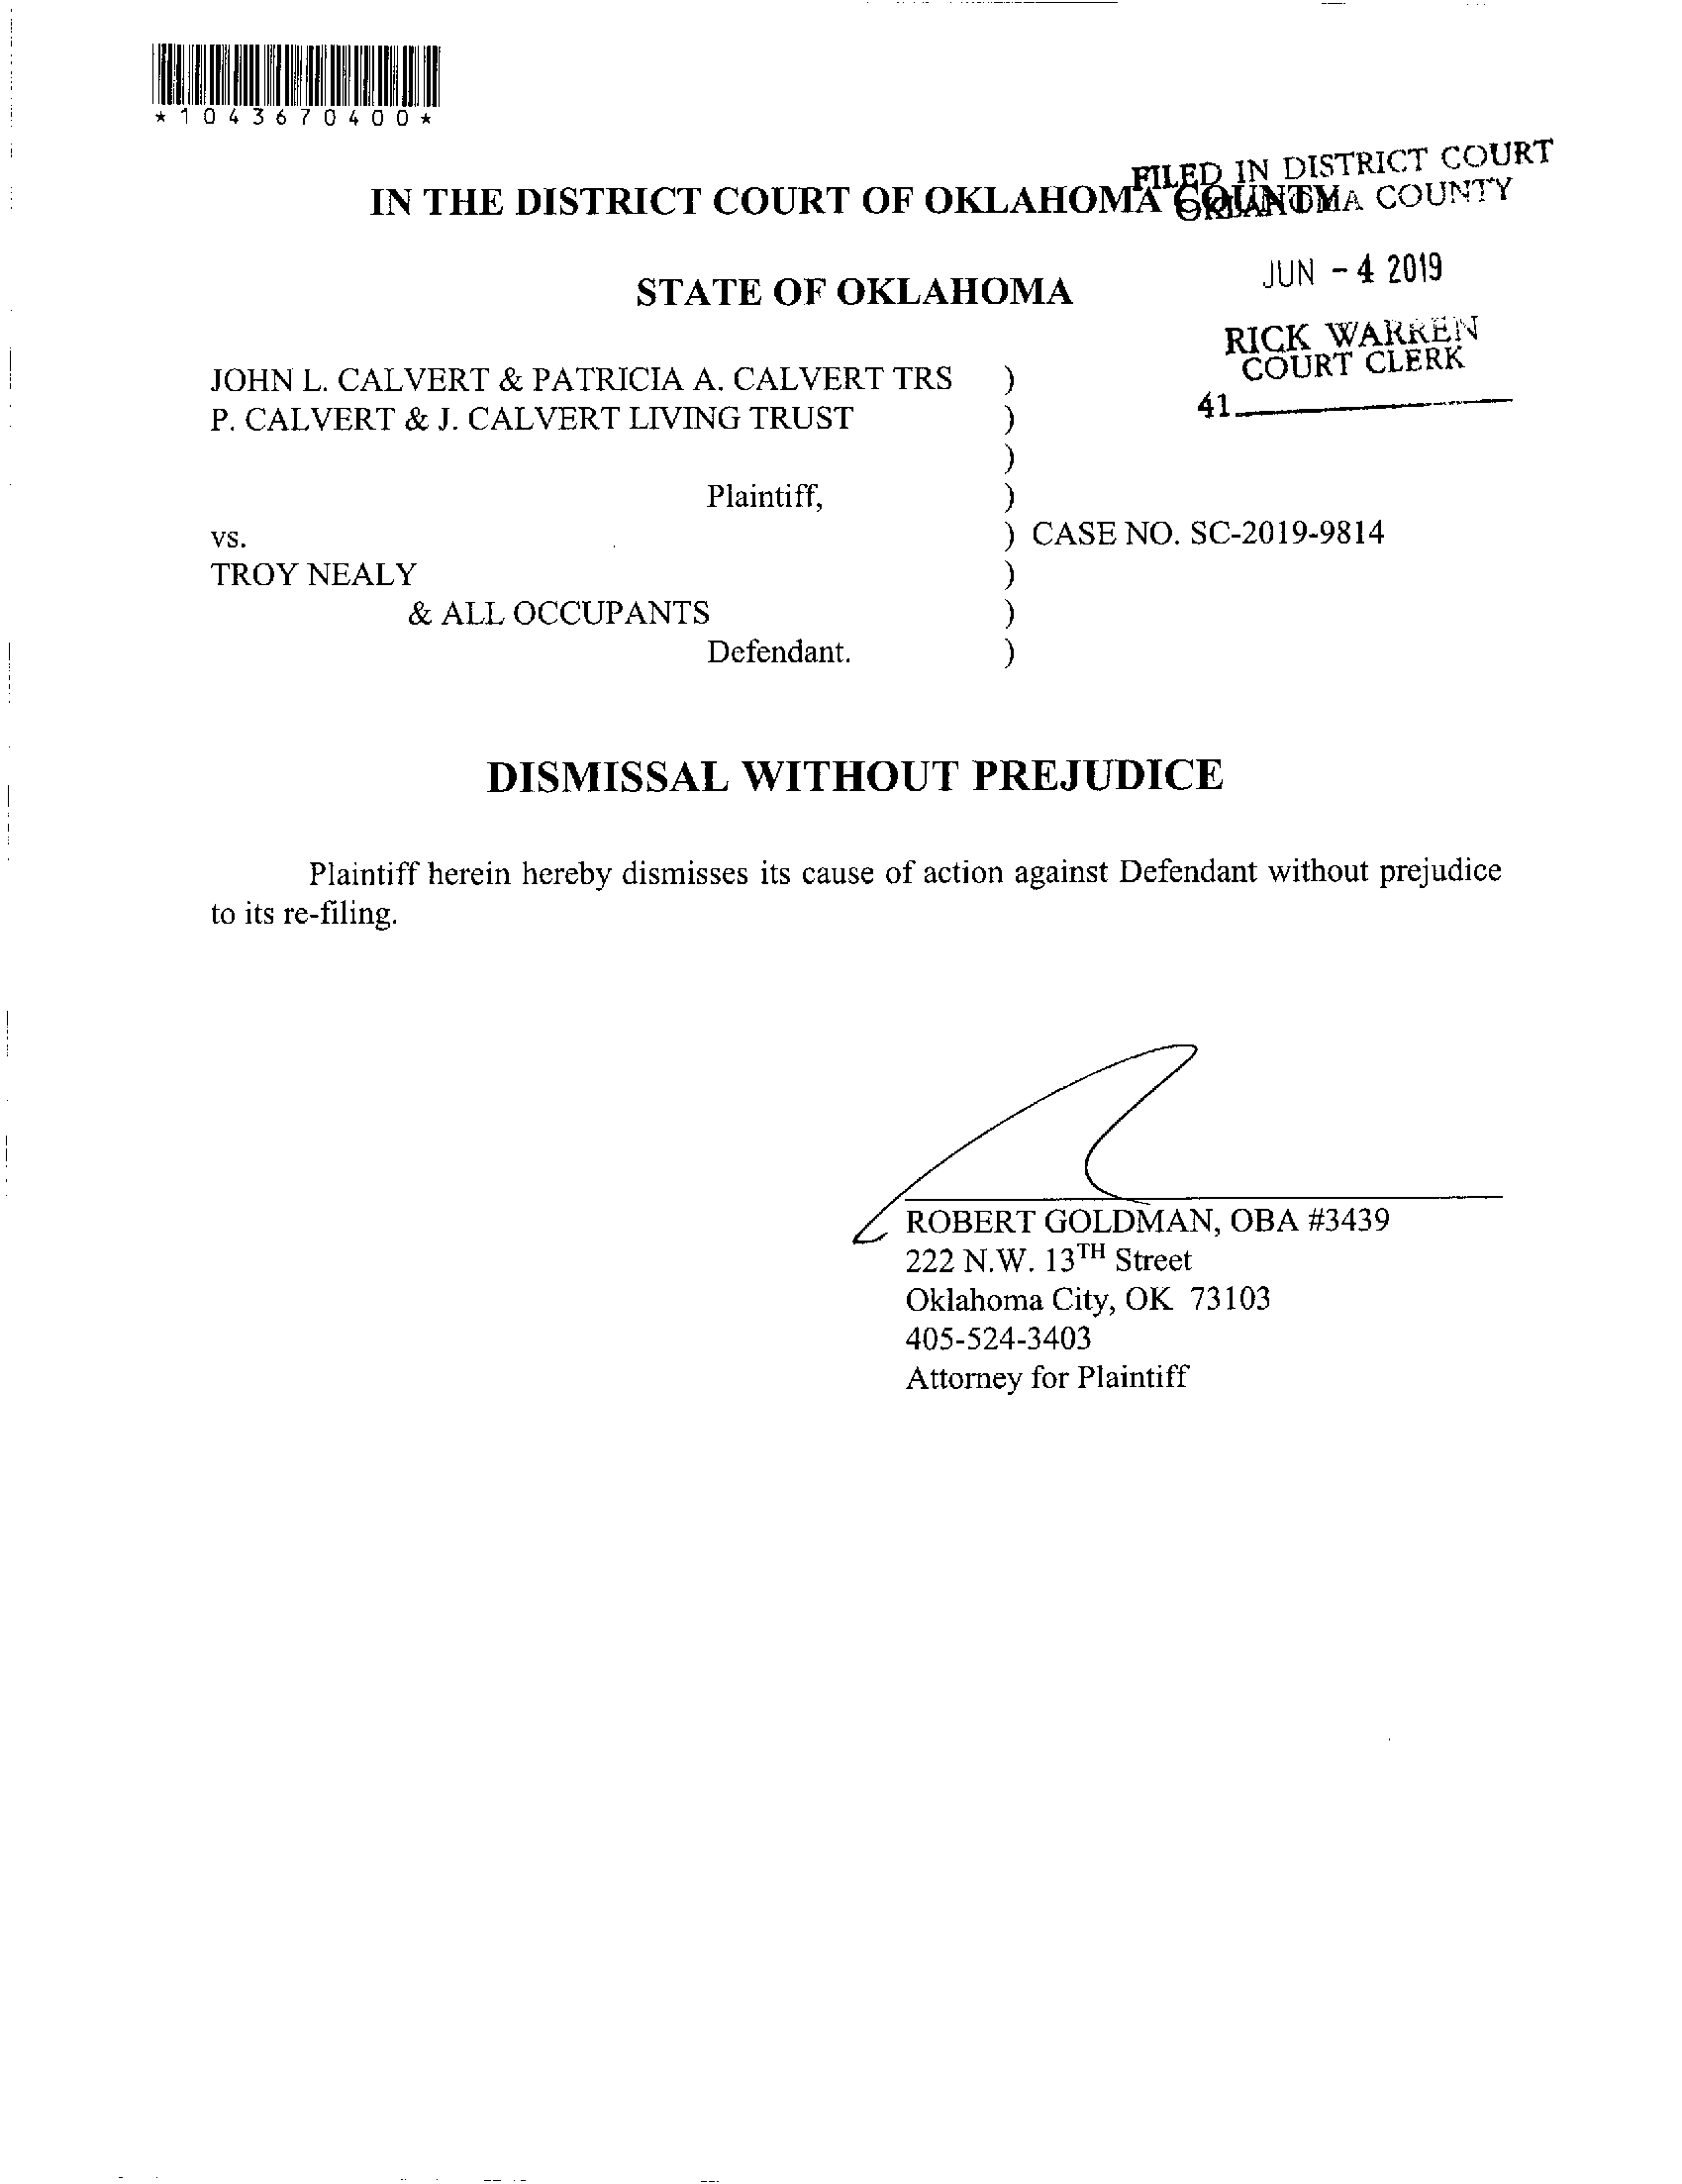 *1043670400*
FILED IN DISTRICT COURT
OKLAHOMA COUNTY
IN THE DISTRICT COURT OF OKLAHOMA COUNTY
JUN - 4 2019
STATE OF OKLAHOMA
RICK WARREN
COURT CLERK
41
JOHN L. CALVERT & PATRICIA A. CALVERT TRS )
P. CALVERT & J. CALVERT LIVING TRUST )
)
Plaintiff, )
vs. ) CASE NO. SC-2019-9814
TROY NEALY )
& ALL OCCUPANTS )
Defendant. )
DISMISSAL WITHOUT PREJUDICE
Plaintiff herein hereby dismisses its cause of action against Defendant without prejudice
to its re-filing.
ROBERT GOLDMAN, OBA #3439
222 N.W. 13TH Street
Oklahoma City, OK 73103
405-524-3403
Attorney for Plaintiff